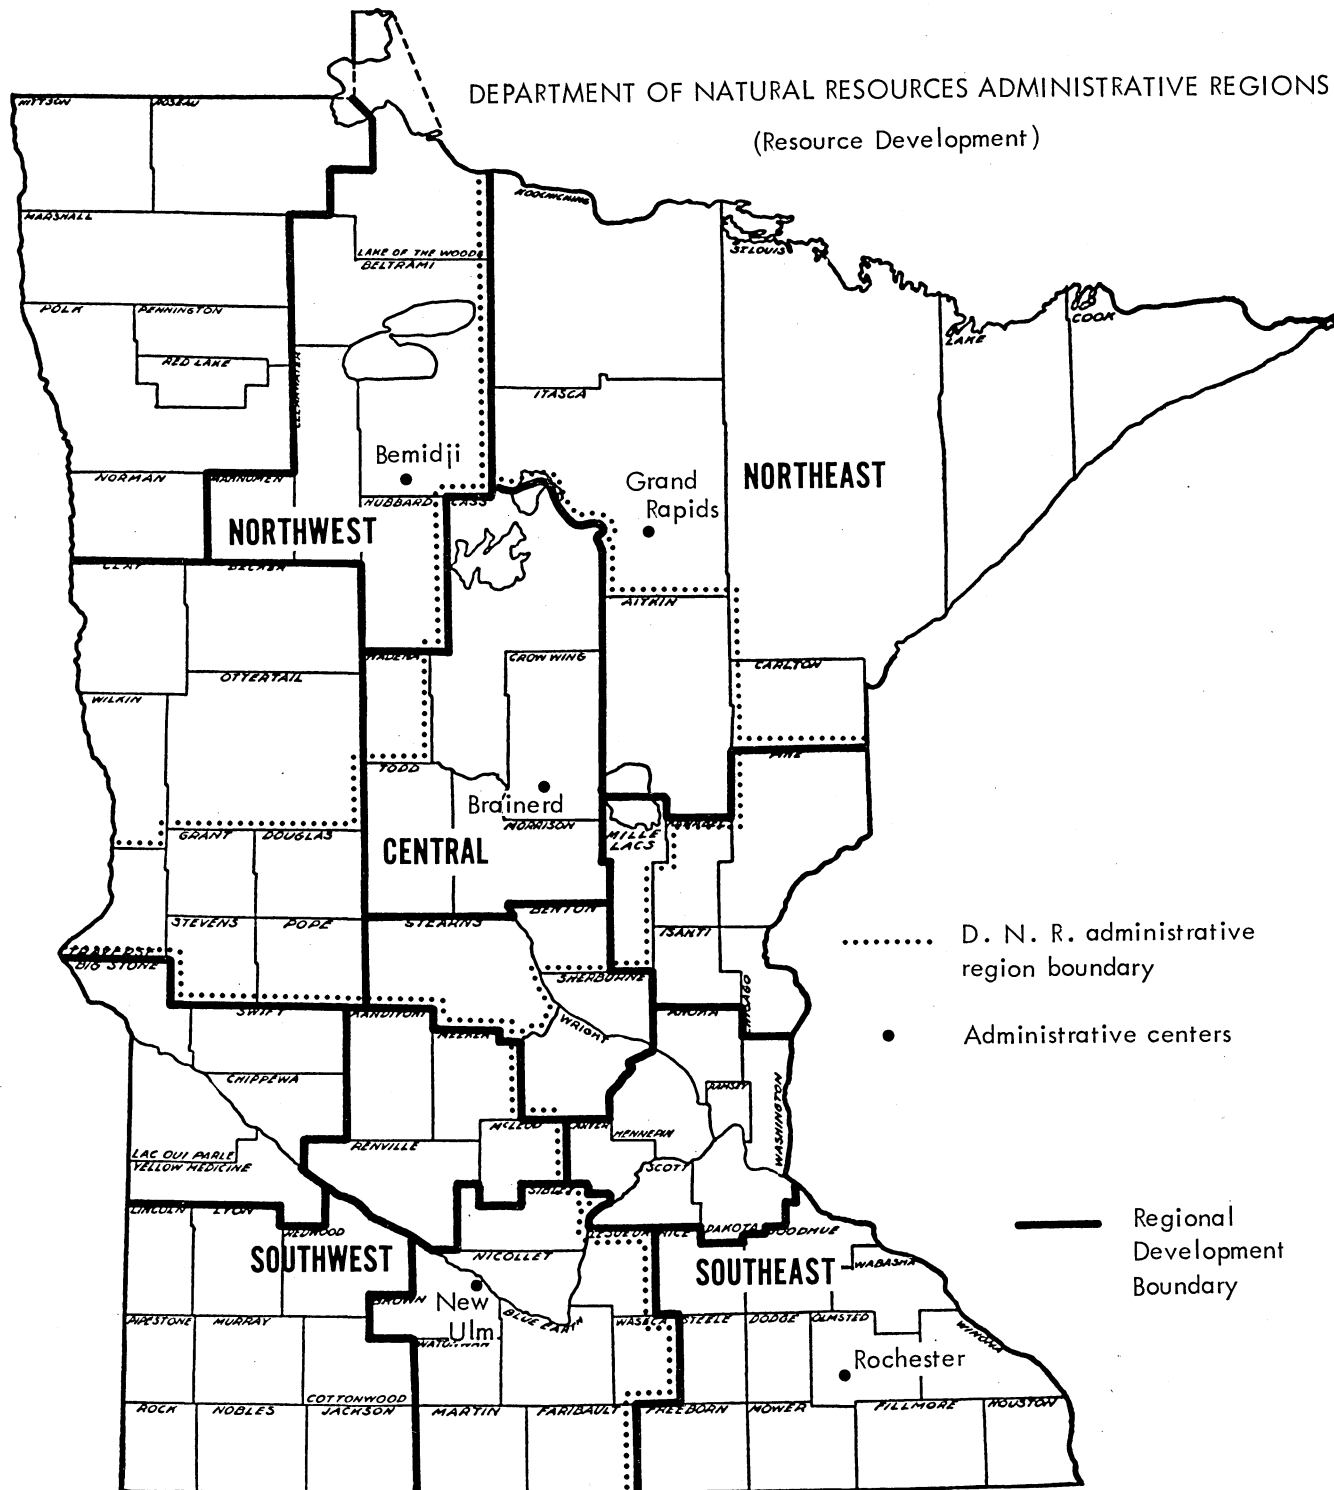 DEPARTMENT OF NATURAL RESOURCES ADMINISTRATIVE REGIONS
(Resource Development)
KITTSON
ROSEAU
KOOCHICHING
MARSHALL
LAKE OF THE WOODS
BELTRAMI
ST. LOUIS
POLK
PENNINGTON
COOK
LAKE
RED LAKE
CLEARWATER
ITASCA
Bemidji
NORMAN
MAHNOMEN
HUBBARD
CASS
Grand
Rapids
NORTHEAST
NORTHWEST
CLAY
BECKER
AITKIN
WADENA
CROW WING
CARLTON
OTTERTAIL
WILKIN
TODD
PINE
Brainerd
MORRISON
GRANT
DOUGLAS
MILLE
LACS
CENTRAL
STEVENS
POPE
STEARNS
BENTON
ISANTI
D. N. R. administrative
region boundary
TRAVERSE
BIG STONE
SHERBURNE
CHICAGO
SWIFT
KANDIYOHI
MEEKER
WRIGHT
ANOKA
Administrative centers
CHIPPEWA
RAMSEY
WASHINGTON
LAC QUI PARLE
YELLOW MEDICINE
RENVILLE
McLEOD
CARVER
HENNEPIN
SCOTT
SIBLEY
LINCOLN
LYON
REDWOOD
LESUEUR
RICE
DAKOTA
GOODHUE
Regional
Development
Boundary
SOUTHWEST
NICOLLET
SOUTHEAST
WABASHA
BROWN
New
Ulm
BLUE EARTH
WASECA
STEELE
DODGE
OLMSTED
WINONA
PIPESTONE
MURRAY
WATONWAN
Rochester
COTTONWOOD
ROCK
NOBLES
JACKSON
MARTIN
FARIBAULT
FREEBORN
MOWER
FILLMORE
HOUSTON